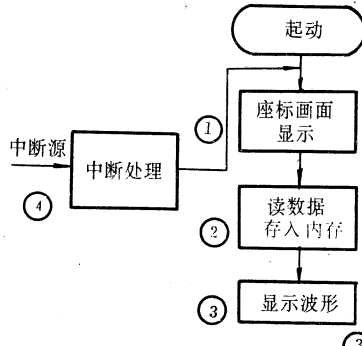 起动
①
座标画面
显示
中断源
中断处理
④
②
读数据
存入内存
③
显示波形